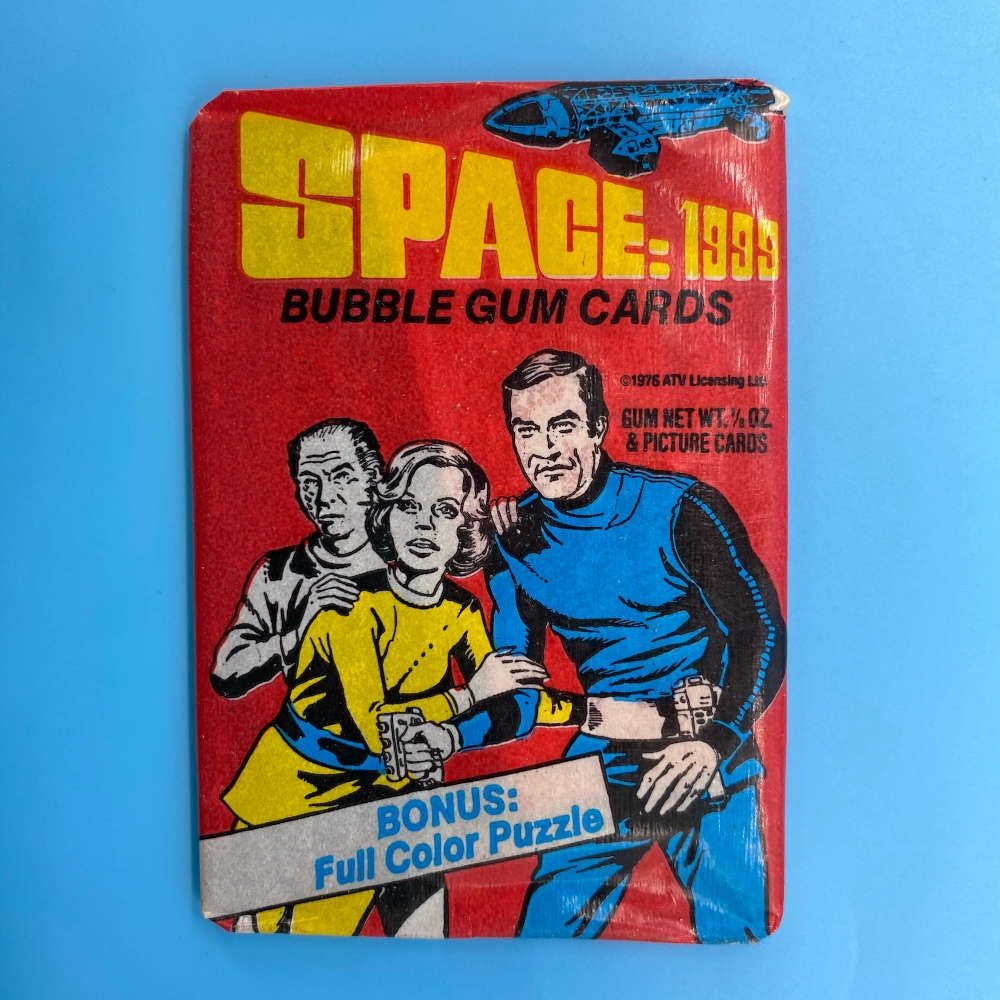 SPACE: 1999
BUBBLE GUM CARDS
©1976 ATV Licensing Ltd
GUM NET WT. ⅛ OZ.
& PICTURE CARDS
BONUS:
Full Color Puzzle